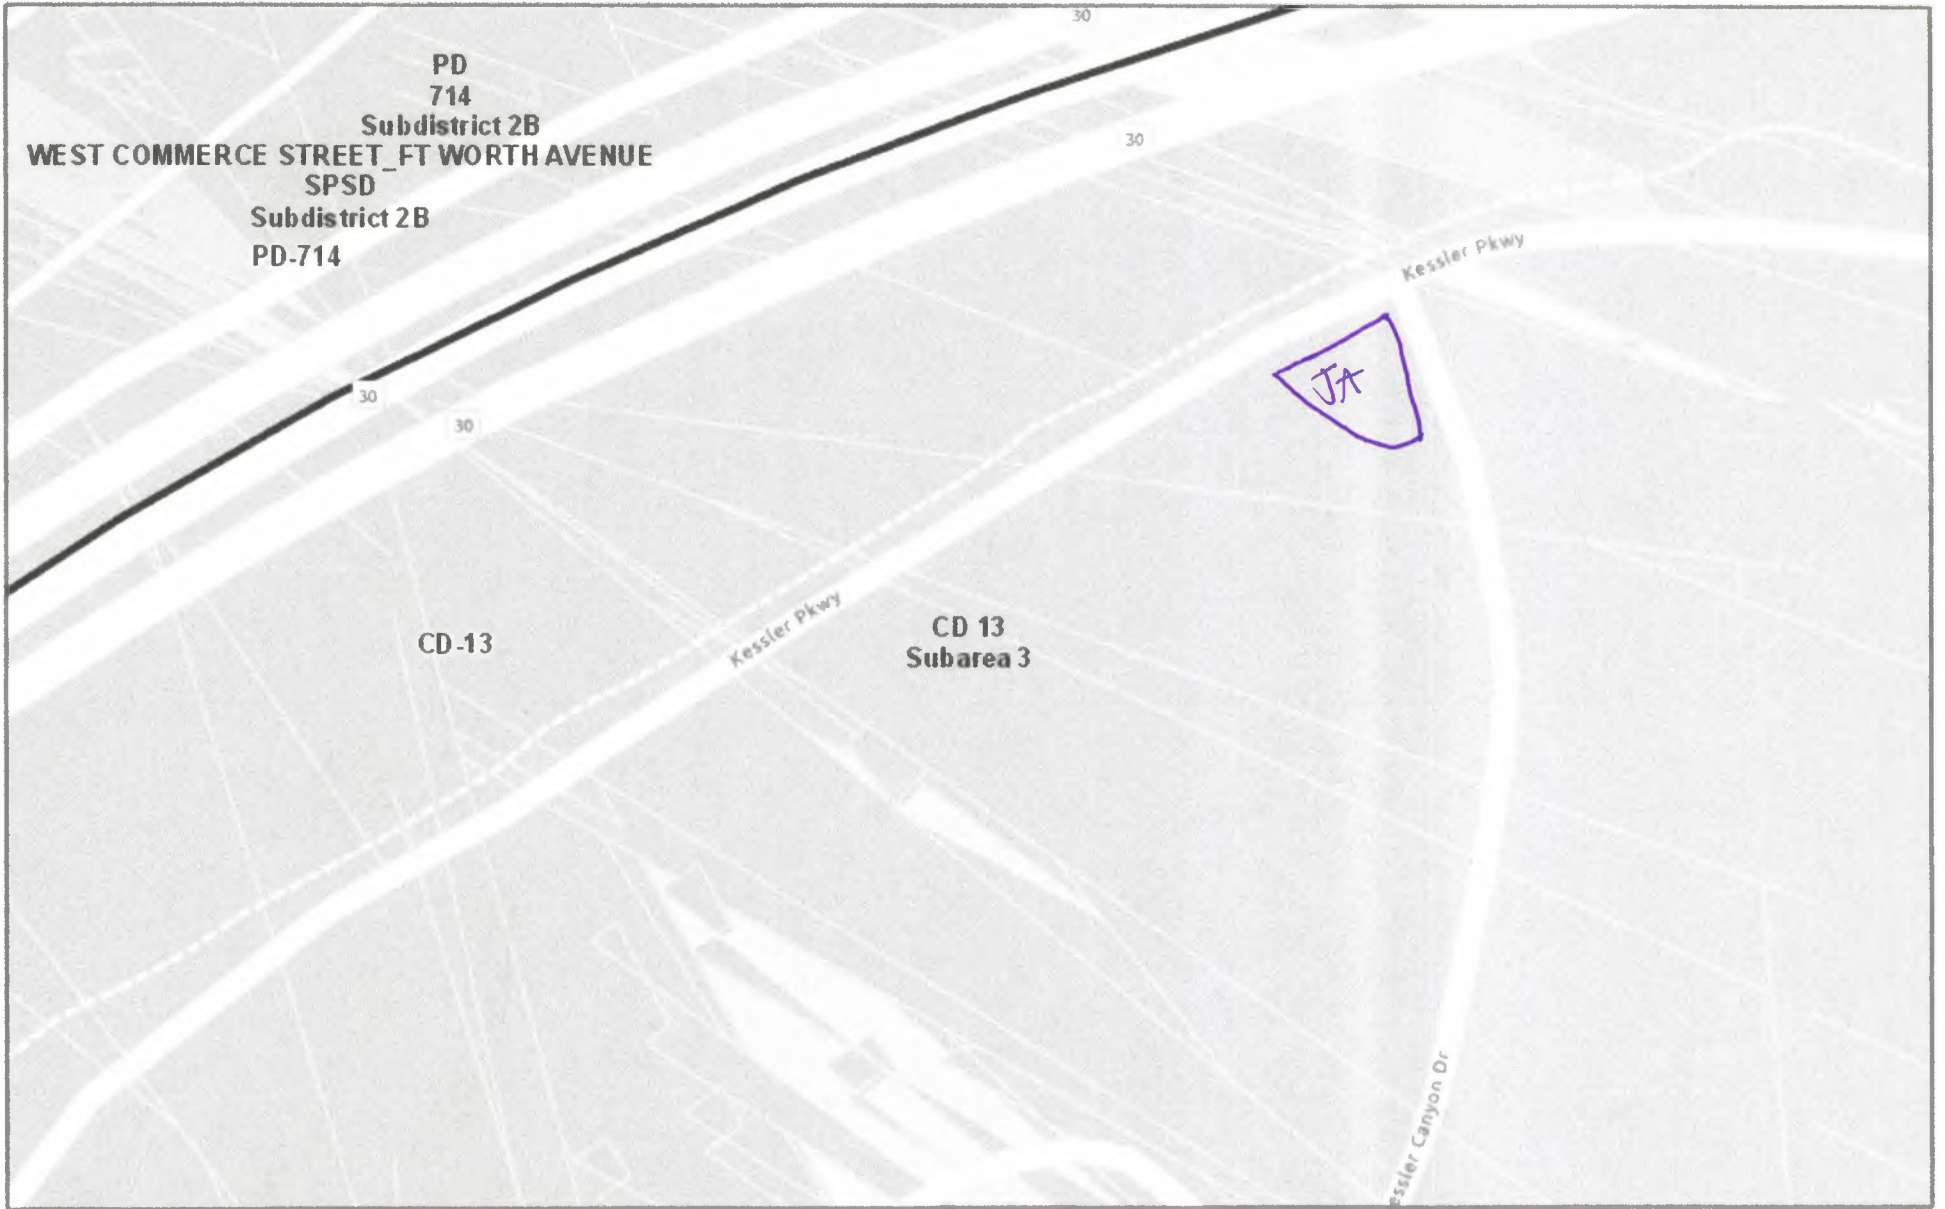 30
PD
714
Subdistrict 2B
WEST COMMERCE STREET_FT WORTH AVENUE
SPSD
Subdistrict 2B
PD-714
30
Kessler Pkwy
JA
30
30
Kessler Pkwy
CD-13
CD 13
Subarea 3
essler Canyon Dr